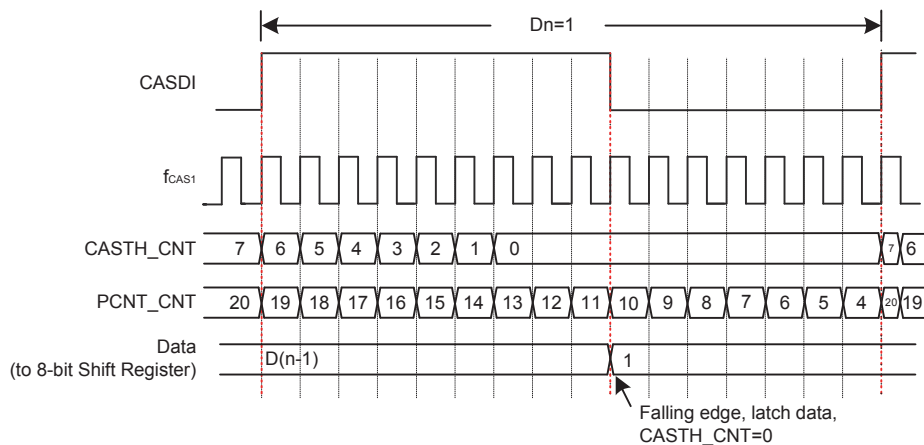 Dn=1
CASDI
fCAS1
CASTH_CNT 7 6 5 4 3 2 1 0 7 6
PCNT_CNT 20 19 18 17 16 15 14 13 12 11 10 9 8 7 6 5 4 20 19
Data
(to 8-bit Shift Register) D(n-1) 1
Falling edge, latch data,
CASTH_CNT=0